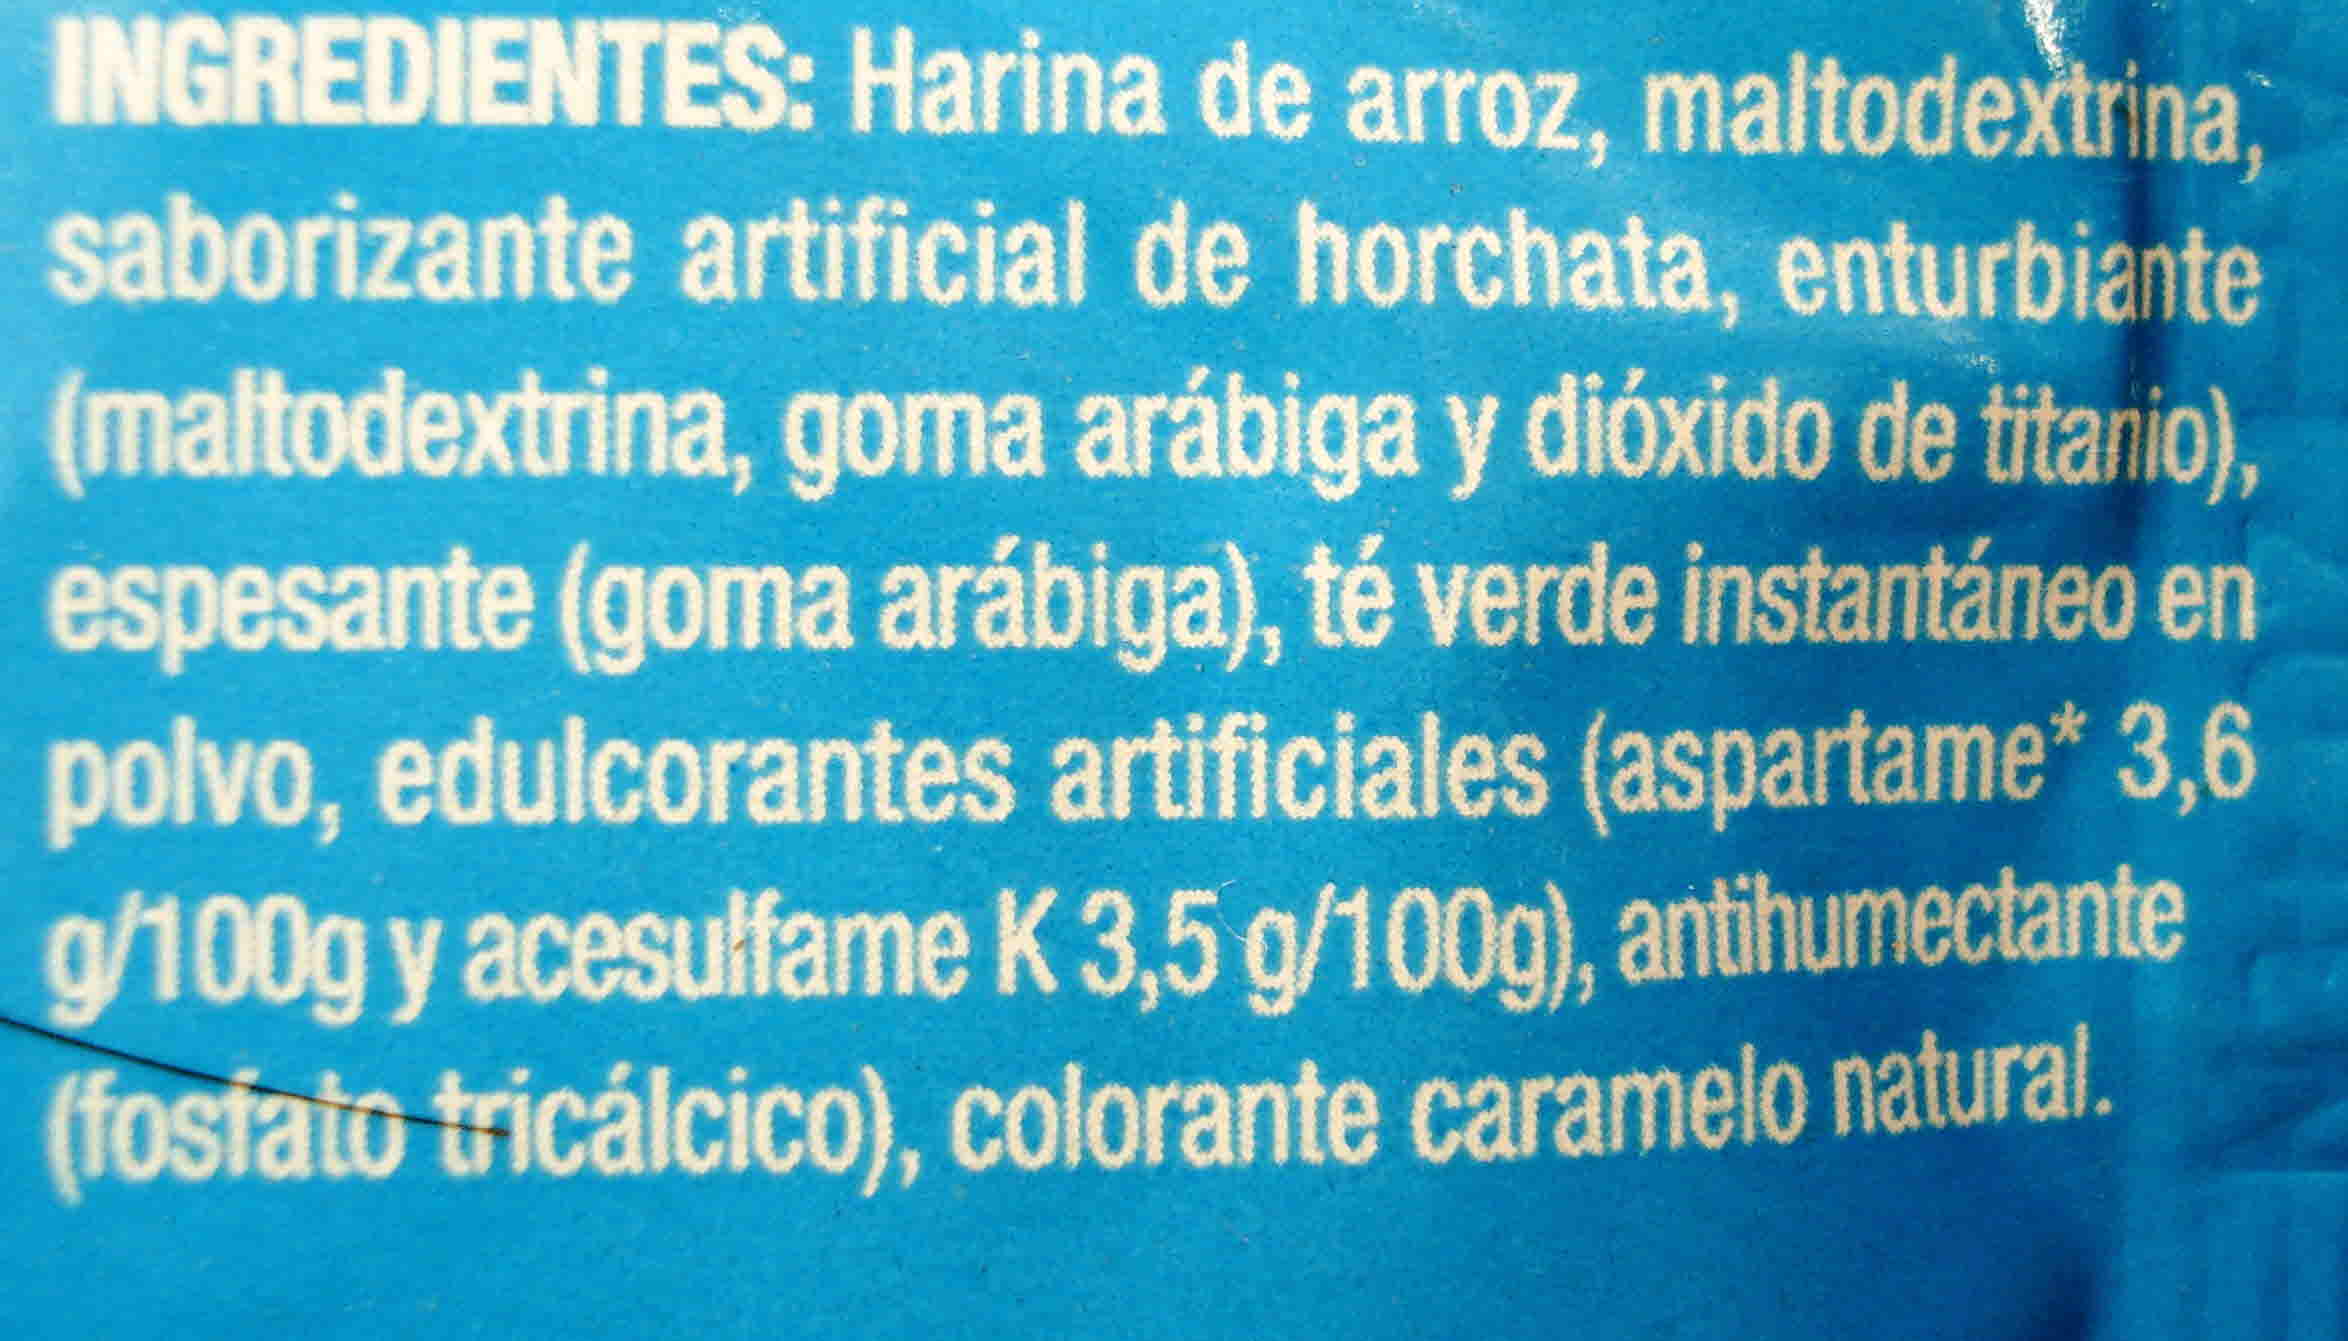 INGREDIENTES: Harina de arroz, maltodextrina,
saborizante artificial de horchata, enturbiante
(maltodextrina, goma arábiga y dióxido de titanio),
espesante (goma arábiga), té verde instantáneo en
polvo, edulcorantes artificiales (aspartame* 3,6
g/100g y acesulfame K 3,5 g/100g), antihumectante
(fosfato tricálcico), colorante caramelo natural.